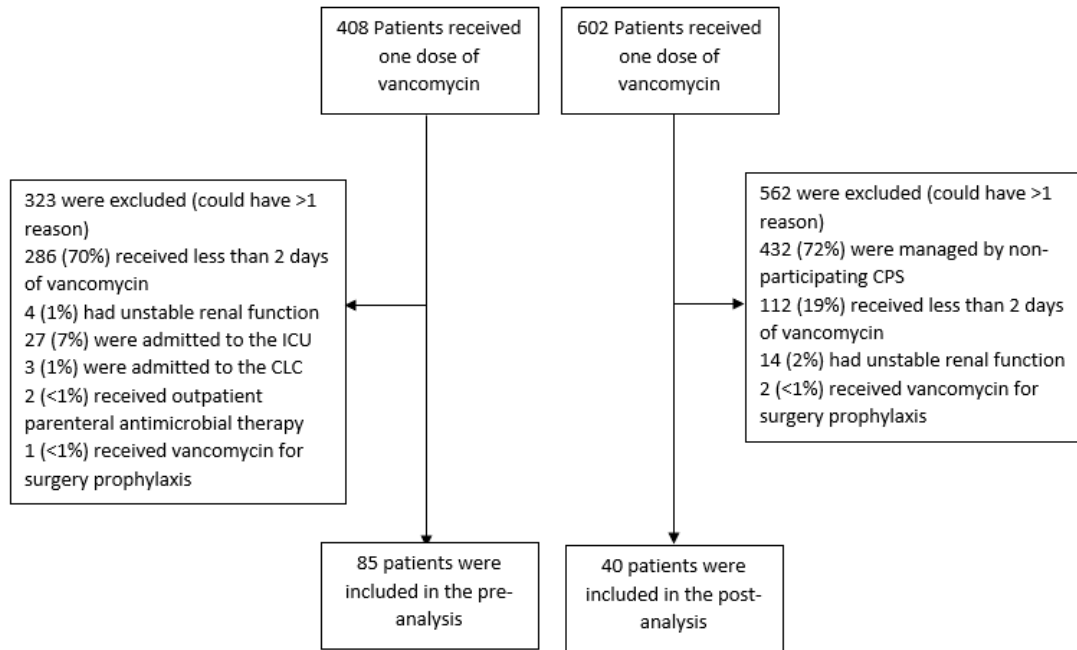 408 Patients received
one dose of
vancomycin
602 Patients received
one dose of
vancomycin
323 were excluded (could have >1
reason)
286 (70%) received less than 2 days
of vancomycin
4 (1%) had unstable renal function
27 (7%) were admitted to the ICU
3 (1%) were admitted to the CLC
2 (<1%) received outpatient
parenteral antimicrobial therapy
1 (<1%) received vancomycin for
surgery prophylaxis
562 were excluded (could have >1
reason)
432 (72%) were managed by non-
participating CPS
112 (19%) received less than 2 days
of vancomycin
14 (2%) had unstable renal function
2 (<1%) received vancomycin for
surgery prophylaxis
85 patients were
included in the pre-
analysis
40 patients were
included in the post-
analysis